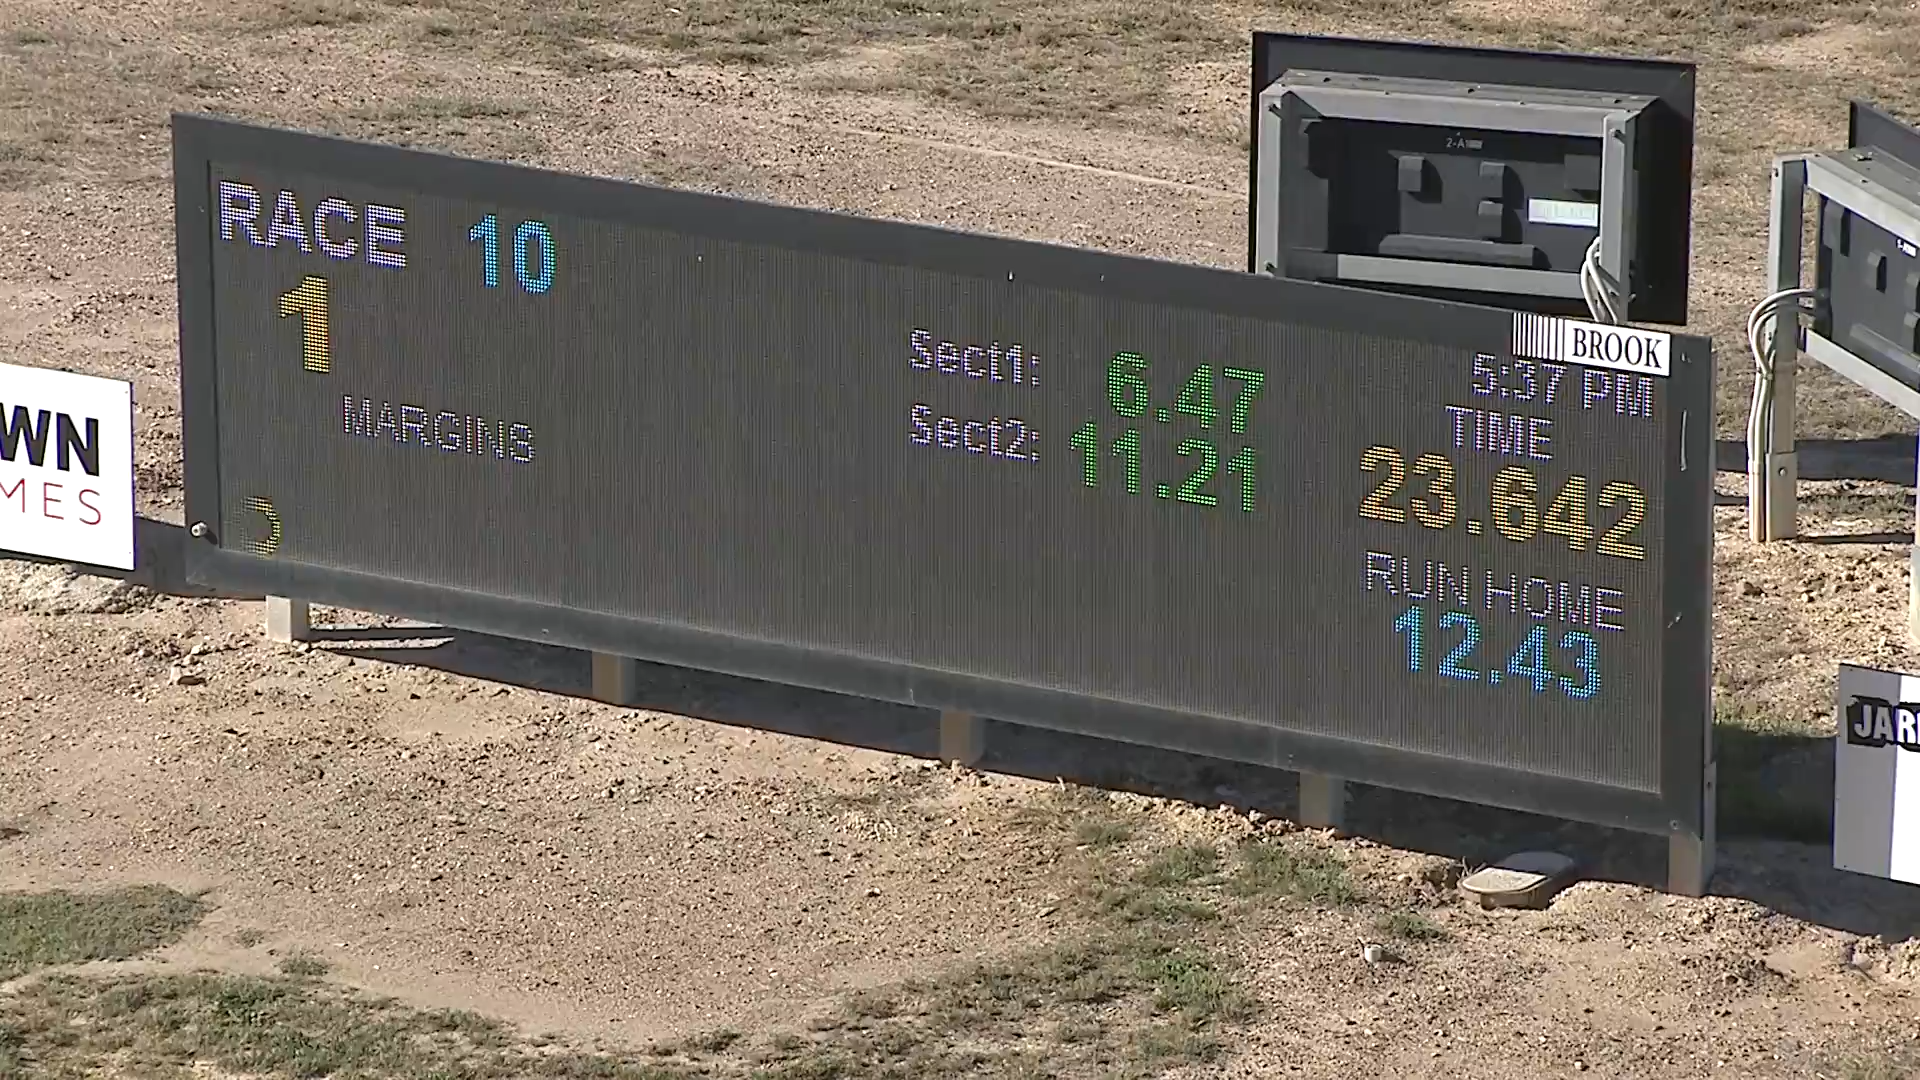 RACE 10
1
MARGINS
Sect1: 6.47
Sect2: 11.21
BROOK
5:37 PM
TIME
23.642
RUN HOME
12.43
WN
MES
JAR